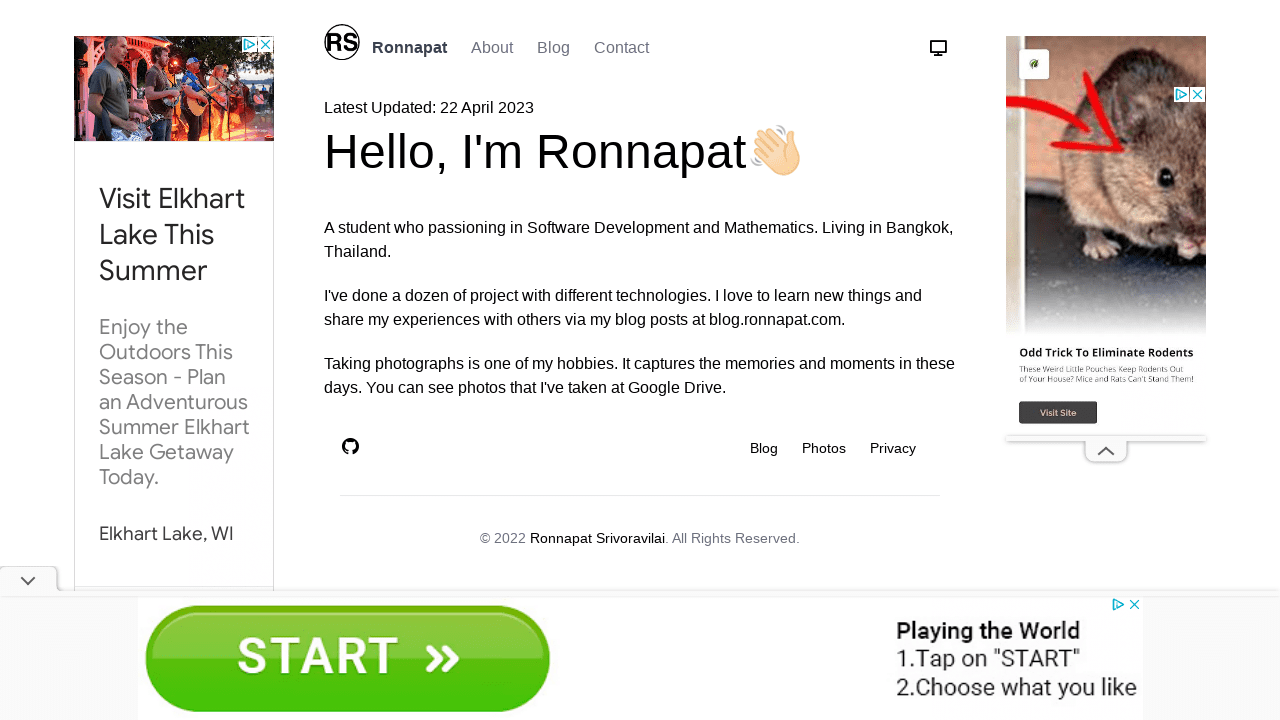 RS
Ronnapat About Blog Contact
Latest Updated: 22 April 2023
Hello, I'm Ronnapat👋🏻
A student who passioning in Software Development and Mathematics. Living in Bangkok,
Thailand.
I've done a dozen of project with different technologies. I love to learn new things and
share my experiences with others via my blog posts at blog.ronnapat.com.
Taking photographs is one of my hobbies. It captures the memories and moments in these
days. You can see photos that I've taken at Google Drive.
Blog Photos Privacy
© 2022 Ronnapat Srivoravilai. All Rights Reserved.
Visit Elkhart
Lake This
Summer
Enjoy the
Outdoors This
Season - Plan
an Adventurous
Summer Elkhart
Lake Getaway
Today.
Elkhart Lake, WI
Odd Trick To Eliminate Rodents
These Weird Little Pouches Keep Rodents Out
of Your House? Mice and Rats Can't Stand Them!
Visit Site
START »
Playing the World
1.Tap on "START"
2.Choose what you like